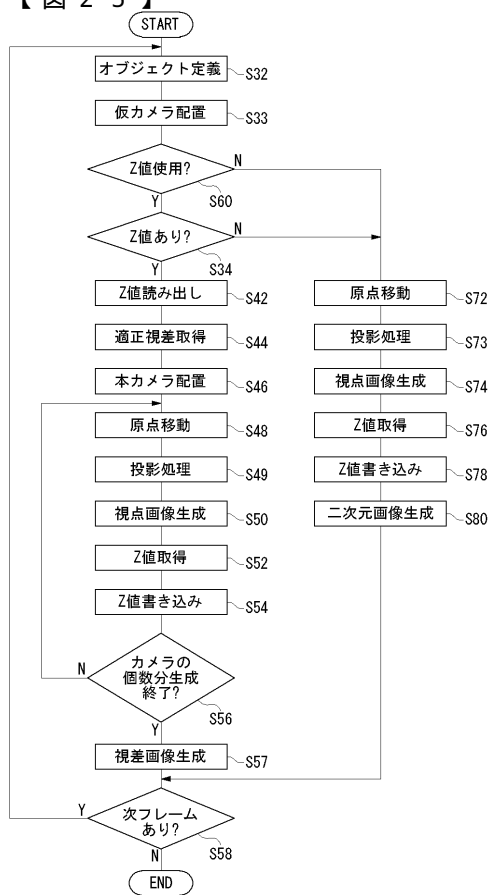 【図25】
START
オブジェクト定義 S32
仮カメラ配置 S33
Z値使用? N
Y S60
Z値あり? N
Y S34
Z値読み出し S42
適正視差取得 S44
本カメラ配置 S46
原点移動 S48
投影処理 S49
視点画像生成 S50
Z値取得 S52
Z値書き込み S54
原点移動 S72
投影処理 S73
視点画像生成 S74
Z値取得 S76
Z値書き込み S78
二次元画像生成 S80
N
カメラの
個数分生成
終了?
S56
Y
視差画像生成 S57
Y
次フレーム
あり?
S58
N
END